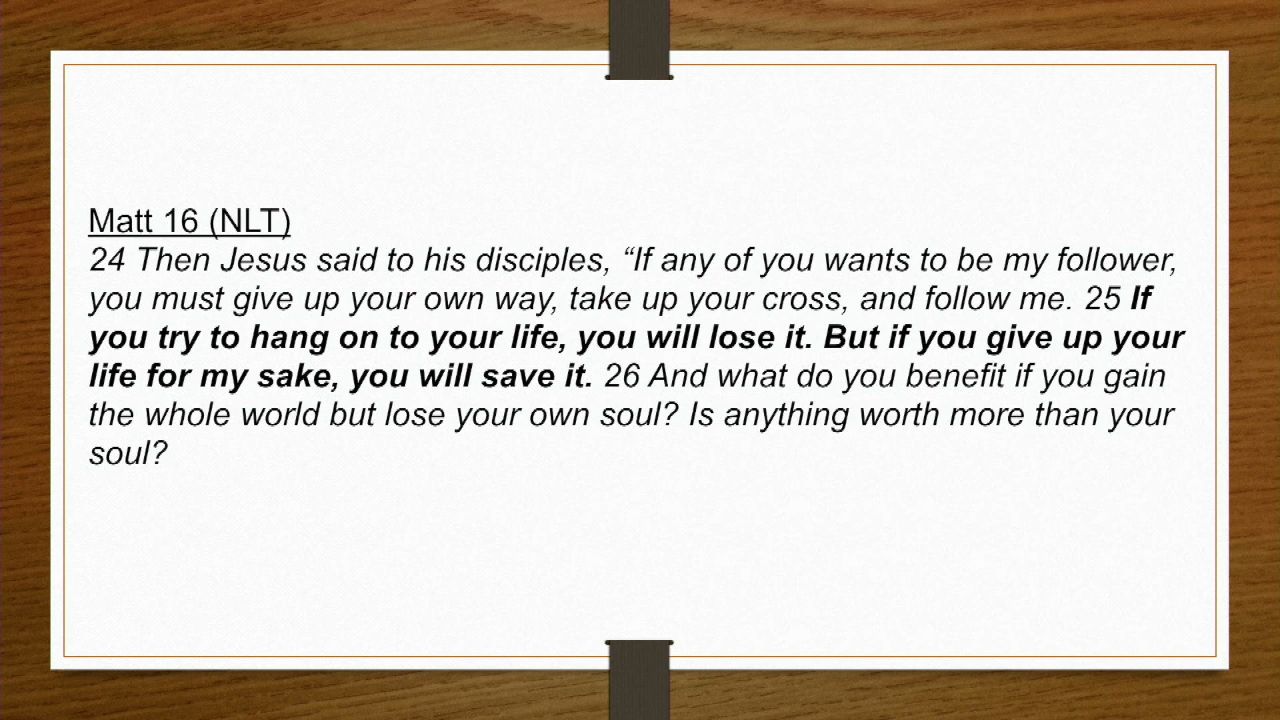 Matt 16 (NLT)
24 Then Jesus said to his disciples, “If any of you wants to be my follower,
you must give up your own way, take up your cross, and follow me. 25 If
you try to hang on to your life, you will lose it. But if you give up your
life for my sake, you will save it. 26 And what do you benefit if you gain
the whole world but lose your own soul? Is anything worth more than your
soul?